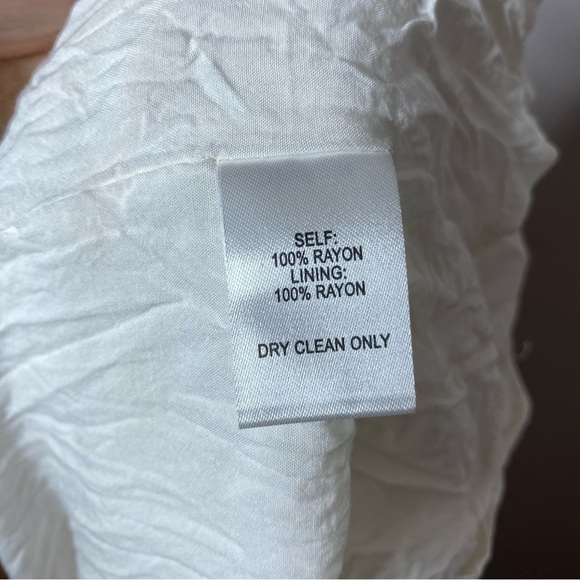 SELF:
100% RAYON
LINING:
100% RAYON
DRY CLEAN ONLY